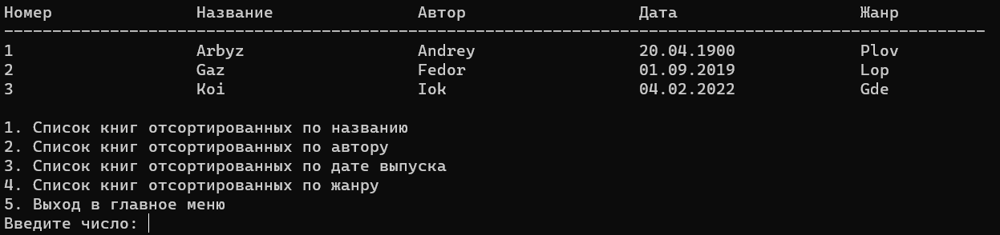 Номер Название Автор Дата Жанр
------------------------------------------------------------------------------------------------------
1 Arbyz Andrey 20.04.1900 Plov
2 Gaz Fedor 01.09.2019 Lop
3 Koi Iok 04.02.2022 Gde
1. Список книг отсортированных по названию
2. Список книг отсортированных по автору
3. Список книг отсортированных по дате выпуска
4. Список книг отсортированных по жанру
5. Выход в главное меню
Введите число: